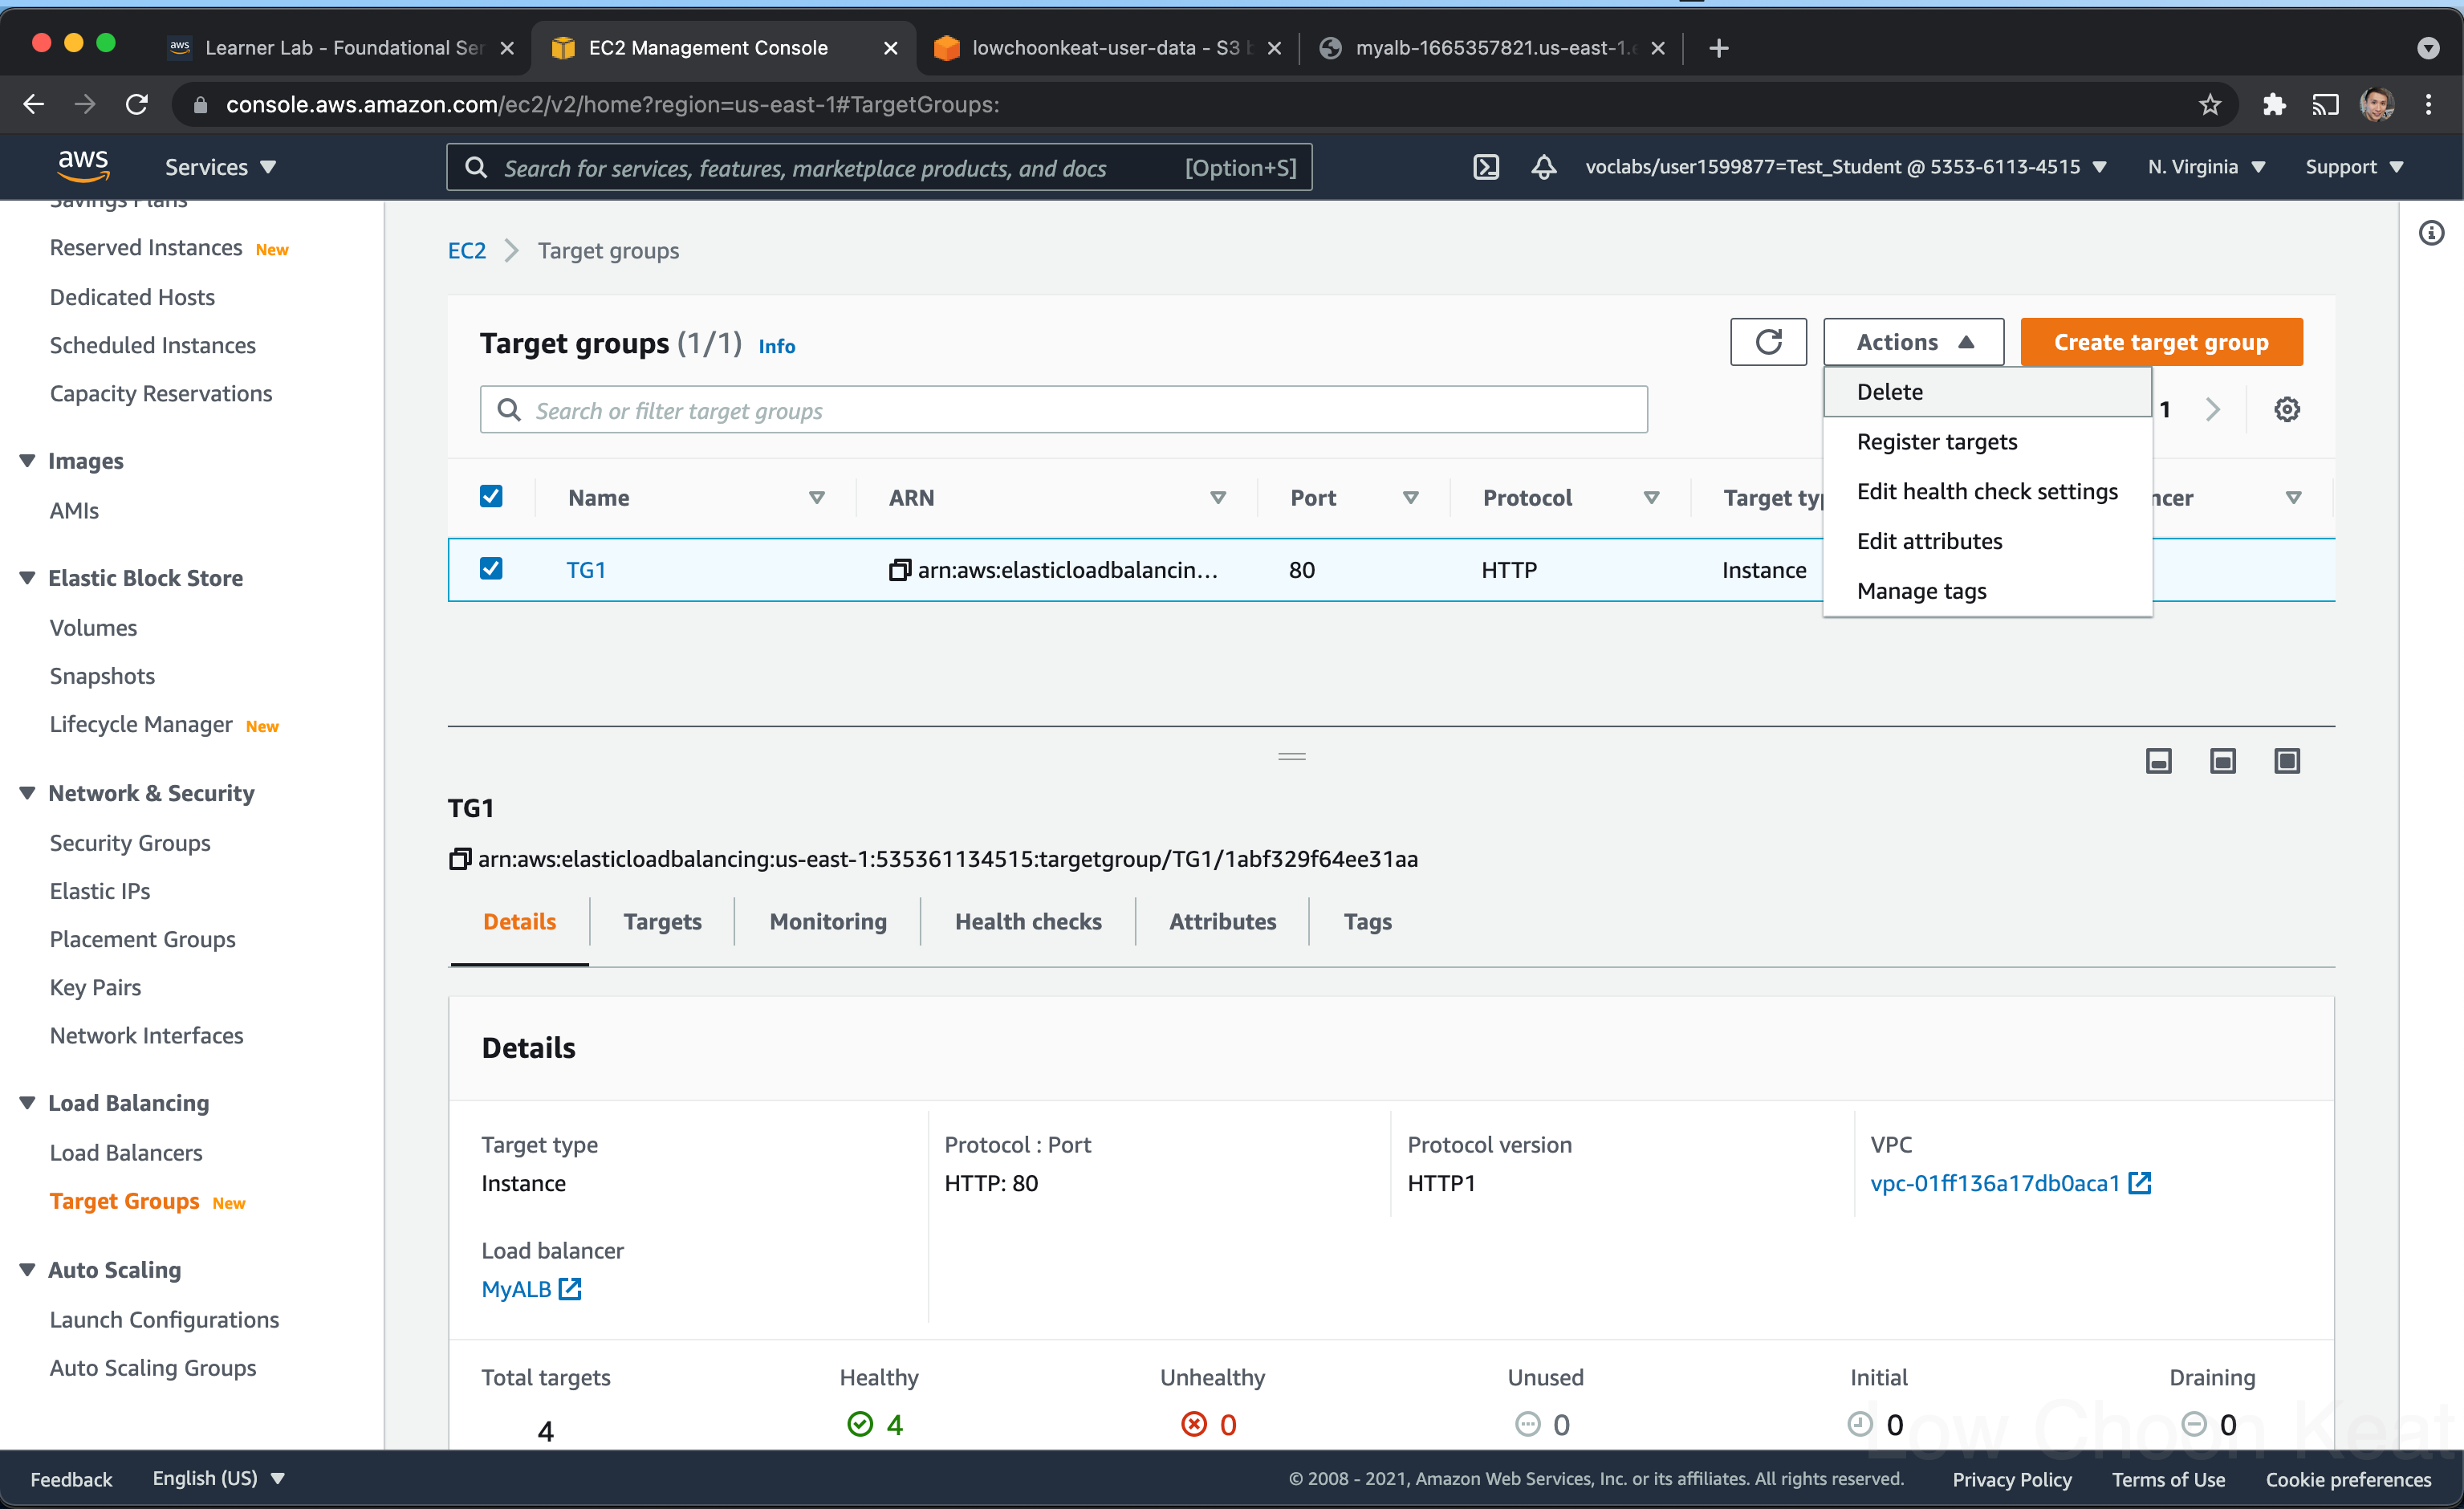 Learner Lab - Foundational Ser
EC2 Management Console
lowchoonkeat-user-data - S3 b
myalb-1665357821.us-east-1.e
console.aws.amazon.com/ec2/v2/home?region=us-east-1#TargetGroups:
aws
Services
Search for services, features, marketplace products, and docs
[Option+S]
voclabs/user1599877=Test_Student @ 5353-6113-4515
N. Virginia
Support
Savings Plans
Reserved Instances New
Dedicated Hosts
Scheduled Instances
Capacity Reservations
Images
AMIs
Elastic Block Store
Volumes
Snapshots
Lifecycle Manager New
Network & Security
Security Groups
Elastic IPs
Placement Groups
Key Pairs
Network Interfaces
Load Balancing
Load Balancers
Target Groups New
Auto Scaling
Launch Configurations
Auto Scaling Groups
EC2 > Target groups
Target groups (1/1) Info
Actions
Create target group
Search or filter target groups
1
Delete
Register targets
Edit health check settings
Edit attributes
Manage tags
Name ARN Port Protocol Target typ ncer
TG1 arn:aws:elasticloadbalancin... 80 HTTP Instance
TG1
arn:aws:elasticloadbalancing:us-east-1:535361134515:targetgroup/TG1/1abf329f64ee31aa
Details Targets Monitoring Health checks Attributes Tags
Details
Target type
Instance
Protocol : Port
HTTP: 80
Protocol version
HTTP1
VPC
vpc-01ff136a17db0aca1
Load balancer
MyALB
Total targets Healthy Unhealthy Unused Initial Draining
4 4 0 0 0 0
Low Choon Keat
Feedback English (US) © 2008 - 2021, Amazon Web Services, Inc. or its affiliates. All rights reserved. Privacy Policy Terms of Use Cookie preferences